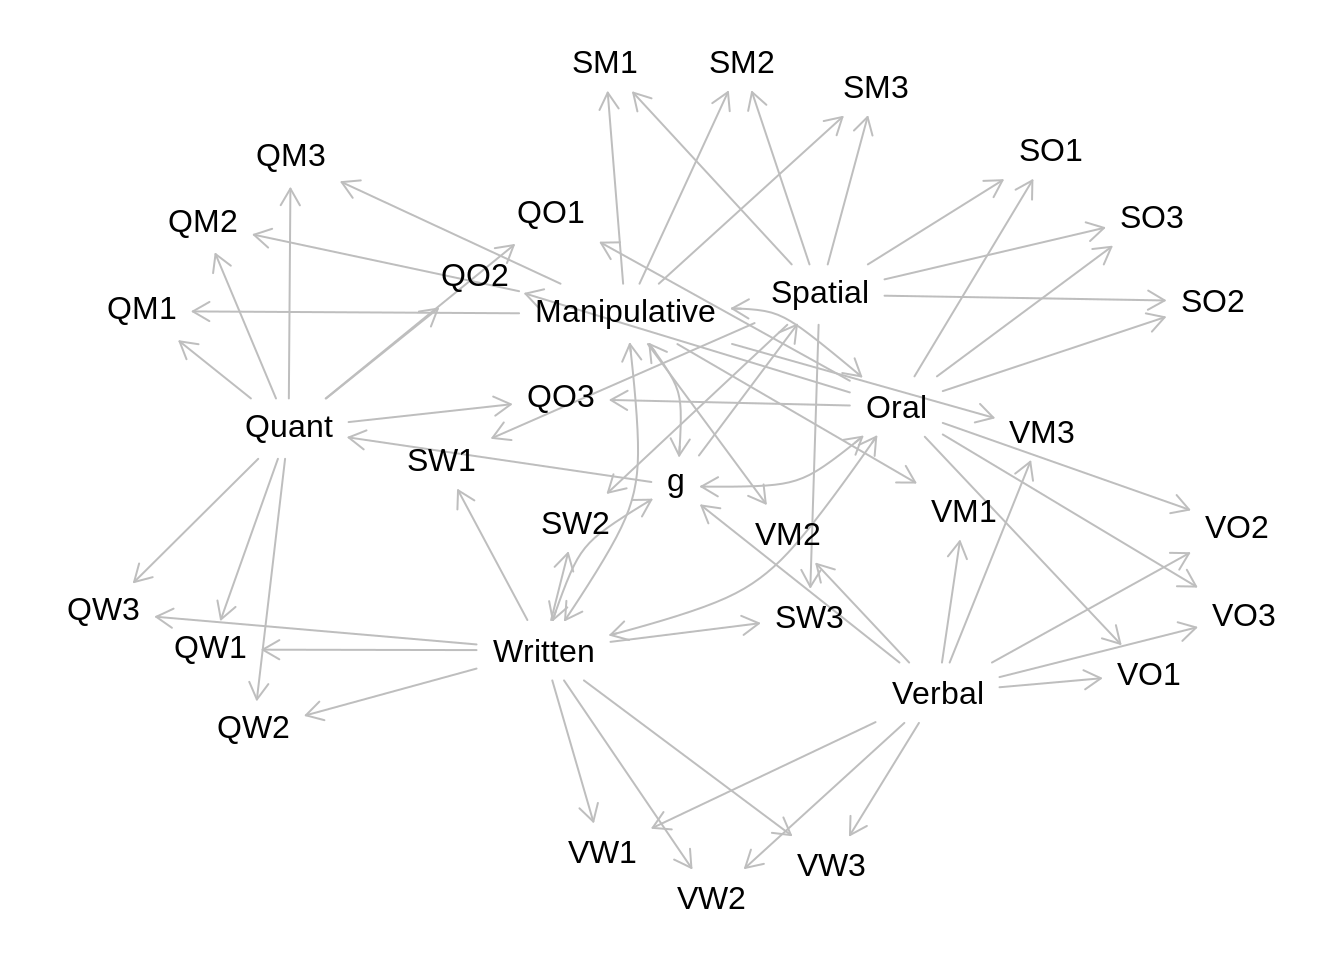 SM1
SM2
SM3
SO1
QM3
QO1
SO3
QM2
QO2
Spatial
SO2
QM1
Manipulative
QO3
Oral
Quant
VM3
SW1
g
VM1
SW2
VM2
VO2
QW3
SW3
VO3
QW1
Written
VO1
Verbal
QW2
VW1
VW3
VW2